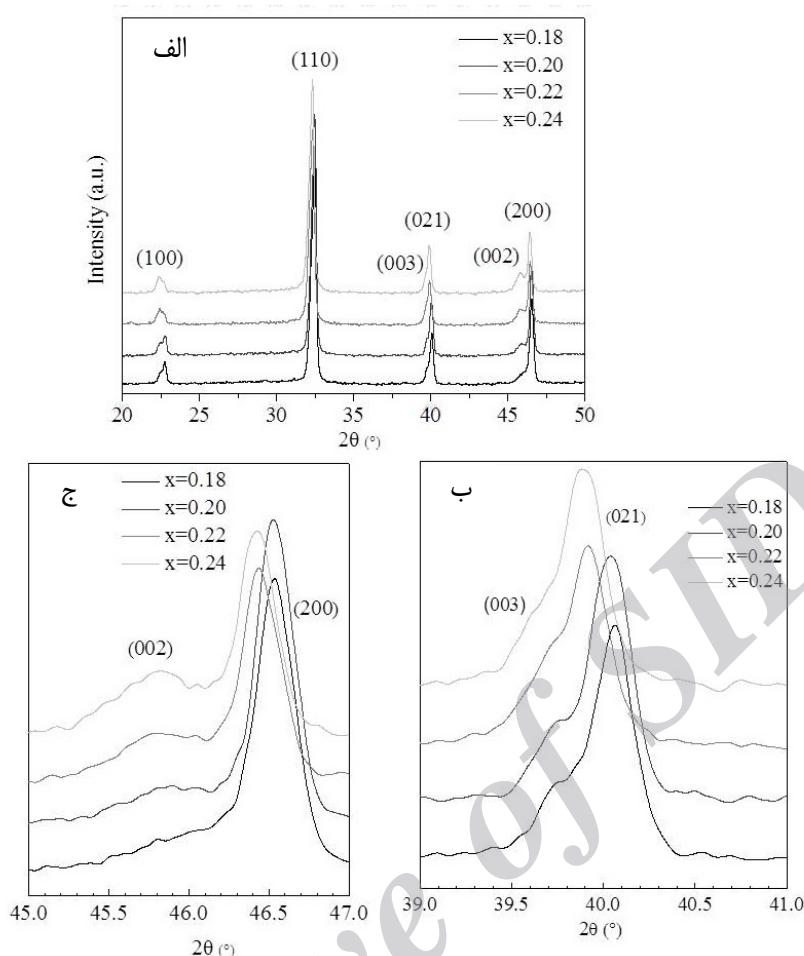 الف
x=0.18
x=0.20
x=0.22
x=0.24
(110)
(100)
(021)
(003)
(200)
(002)
Intensity (a.u.)
20 25 30 35 40 45 50
2θ (°)
ج
x=0.18
x=0.20
x=0.22
x=0.24
(200)
(002)
45.0 45.5 46.0 46.5 47.0
2θ (°)
ب
x=0.18
x=0.20
x=0.22
x=0.24
(021)
(003)
39.0 39.5 40.0 40.5 41.0
2θ (°)
of SID